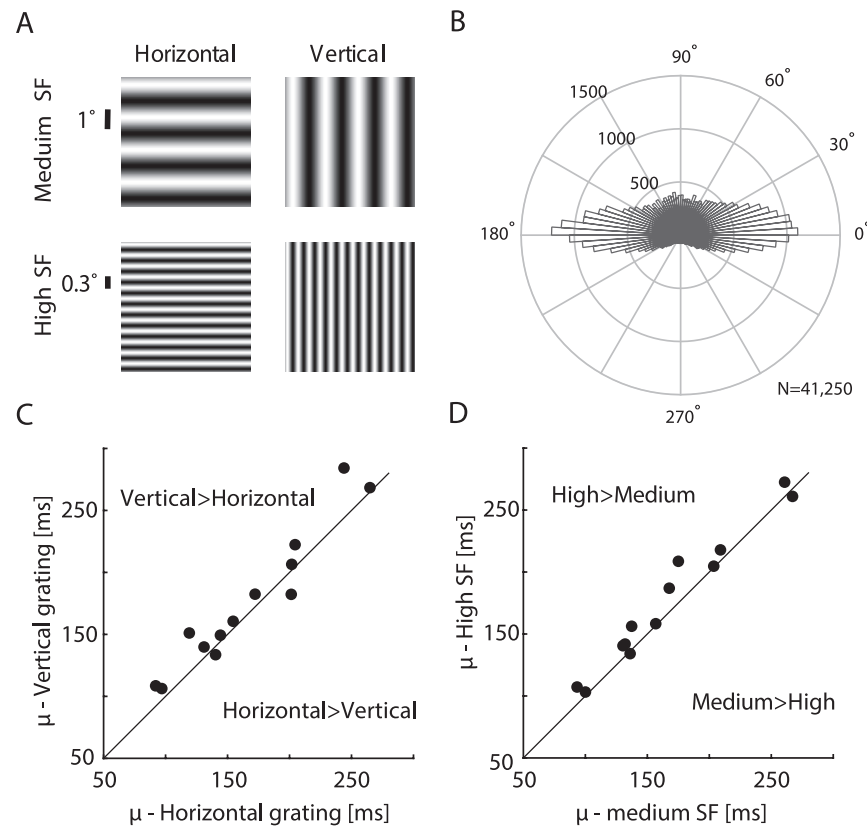 A
Horizontal
Vertical
Meduim SF
1°
High SF
0.3°
B
90°
60°
30°
0°
180°
270°
1500
1000
500
N=41,250
C
Vertical>Horizontal
Horizontal>Vertical
μ - Vertical grating [ms]
250
150
50
50
150
250
μ - Horizontal grating [ms]
D
High>Medium
Medium>High
μ - High SF [ms]
250
150
50
50
150
250
μ - medium SF [ms]